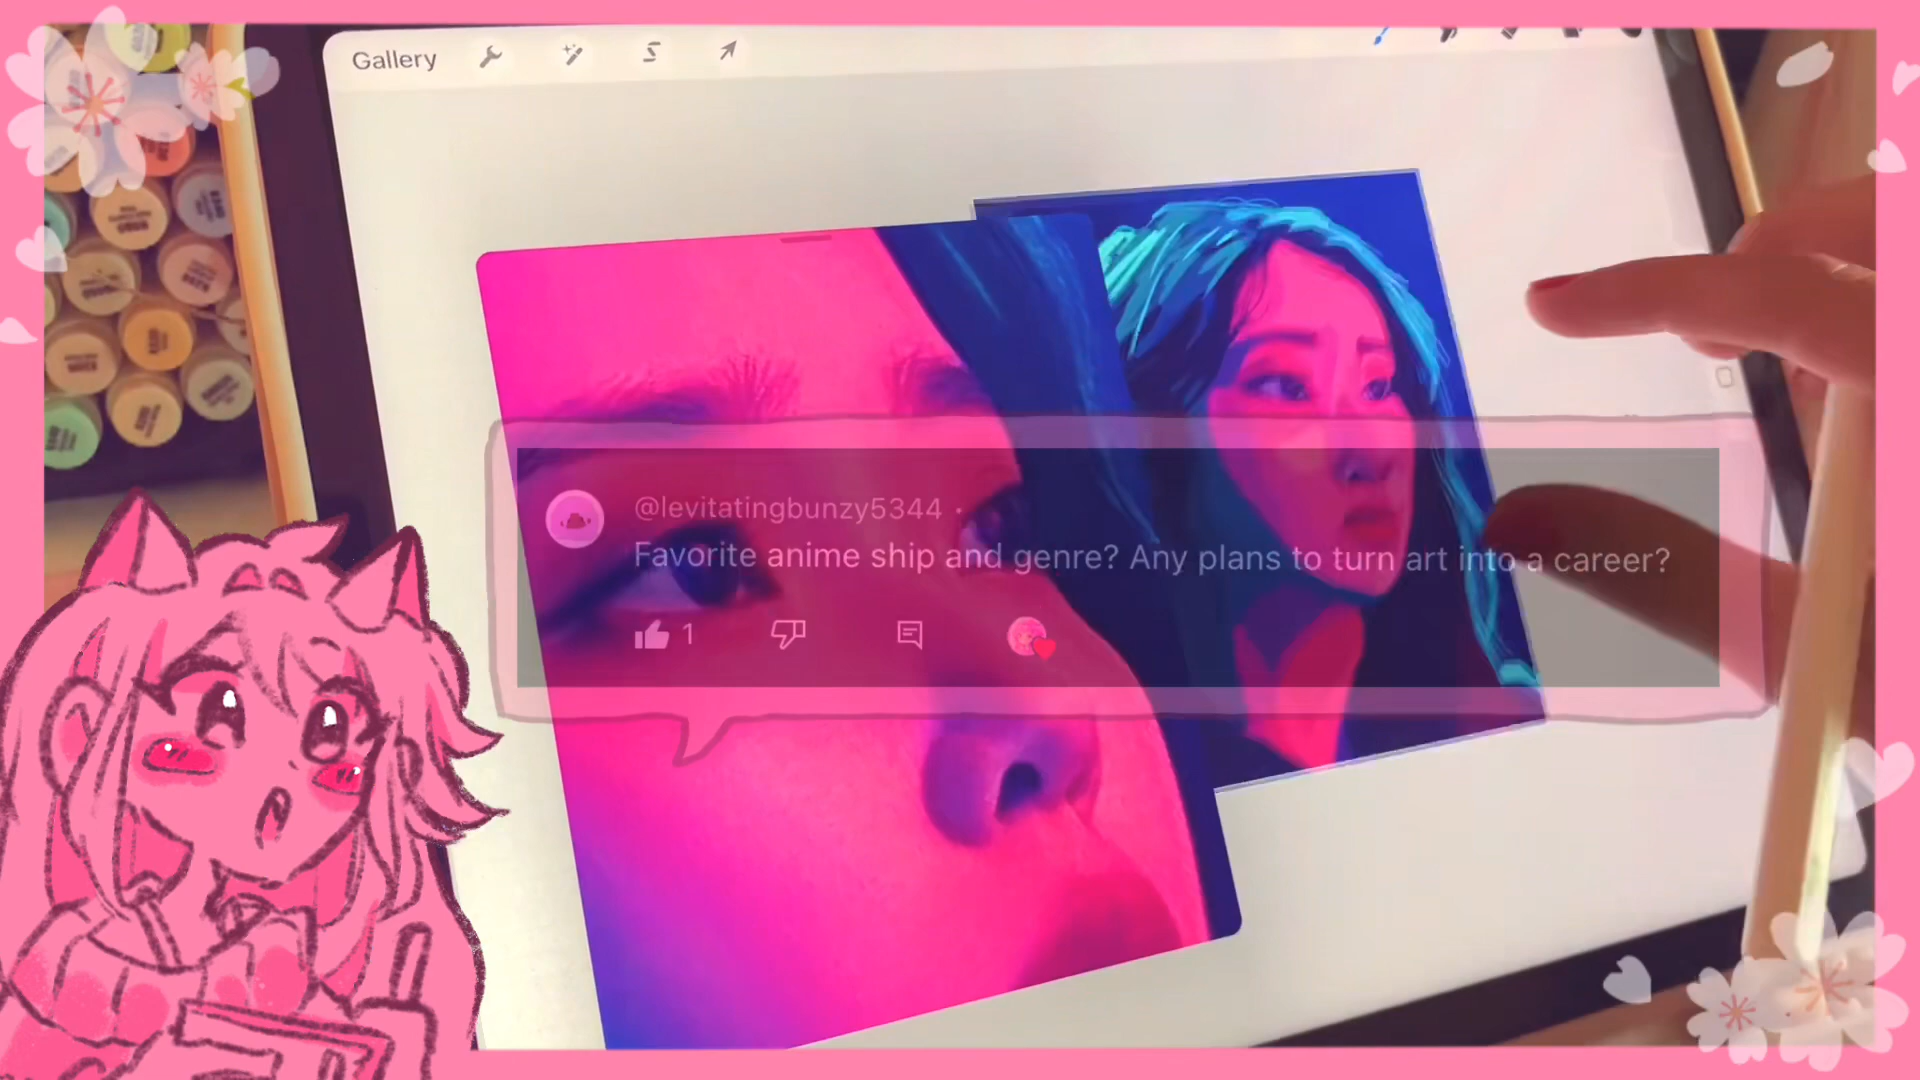 Gallery
@levitatingbunzy5344 ·
Favorite anime ship and genre? Any plans to turn art into a career?
1